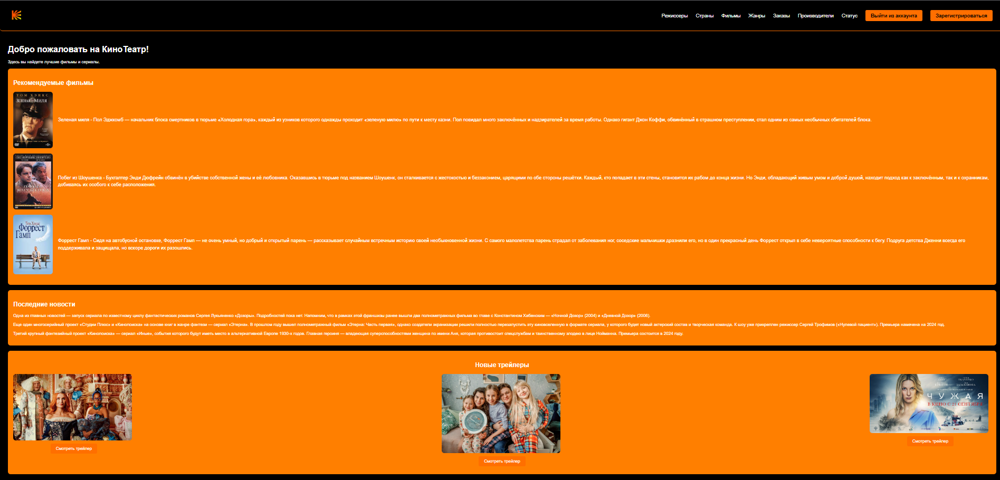 Режиссеры Страны Фильмы Жанры Заказы Производители Статус Выйти из аккаунта Зарегистрироваться
Добро пожаловать на КиноТеатр!
Здесь вы найдете лучшие фильмы и сериалы.
Рекомендуемые фильмы
ТОМ ХЭНКС
ЗЕЛЕНАЯ МИЛЯ
Зеленая миля - Пол Эджкомб — начальник блока смертников в тюрьме «Холодная гора», каждый из узников которого однажды проходит «зеленую милю» по пути к месту казни. Пол повидал много заключённых и надзирателей за время работы. Однако гигант Джон Коффи, обвинённый в страшном преступлении, стал одним из самых необычных обитателей блока.
THE SHAWSHANK REDEMPTION
ПОБЕГ
ШОУШЕНКА
Побег из Шоушенка - Бухгалтер Энди Дюфрейн обвинён в убийстве собственной жены и её любовника. Оказавшись в тюрьме под названием Шоушенк, он сталкивается с жестокостью и беззаконием, царящими по обе стороны решётки. Каждый, кто попадает в эти стены, становится их рабом до конца жизни. Но Энди, обладающий живым умом и доброй душой, находит подход как к заключённым, так и к охранникам,
добиваясь их особого к себе расположения.
Том Хэнкс
Форрест
Гамп
Форрест Гамп - Сидя на автобусной остановке, Форрест Гамп — не очень умный, но добрый и открытый парень — рассказывает случайным встречным историю своей необыкновенной жизни. С самого малолетства парень страдал от заболевания ног, соседские мальчишки дразнили его, но в один прекрасный день Форрест открыл в себе невероятные способности к бегу. Подруга детства Дженни всегда его
поддерживала и защищала, но вскоре дороги их разошлись.
Последние новости
Одна из главных новостей — запуск сериала по известному циклу фантастических романов Сергея Лукьяненко «Дозоры». Подробностей пока нет. Напомним, что в рамках этой франшизы ранее вышли два полнометражных фильма во главе с Константином Хабенским — «Ночной Дозор» (2004) и «Дневной Дозор» (2006).
Еще один многосерийный проект «Студии Плюс» и «Кинопоиска» на основе книг в жанре фэнтези — сериал «Этерна». В прошлом году вышел полнометражный фильм «Этерна: Часть первая», однако создатели экранизации решили полностью перезапустить эту киновселенную в формате сериала, у которого будет новый актерский состав и творческая команда. К шоу уже прикреплен режиссер Сергей Трофимов («Нулевой пациент»). Премьера намечена на 2024 год.
Третий крупный фантезийный проект «Кинопоиска» — сериал «Иные», события которого будут иметь место в альтернативной Европе 1930-х годов. Главная героиня — владеющая суперспособностями женщина по имени Аня, которая противостоит спецслужбам и таинственному злодею в лице Нойманна. Премьера состоится в 2024 году.
Новые трейлеры
ЧУЖАЯ
В КИНО С 21 СЕНТЯБРЯ
Смотреть трейлер
Смотреть трейлер
Смотреть трейлер